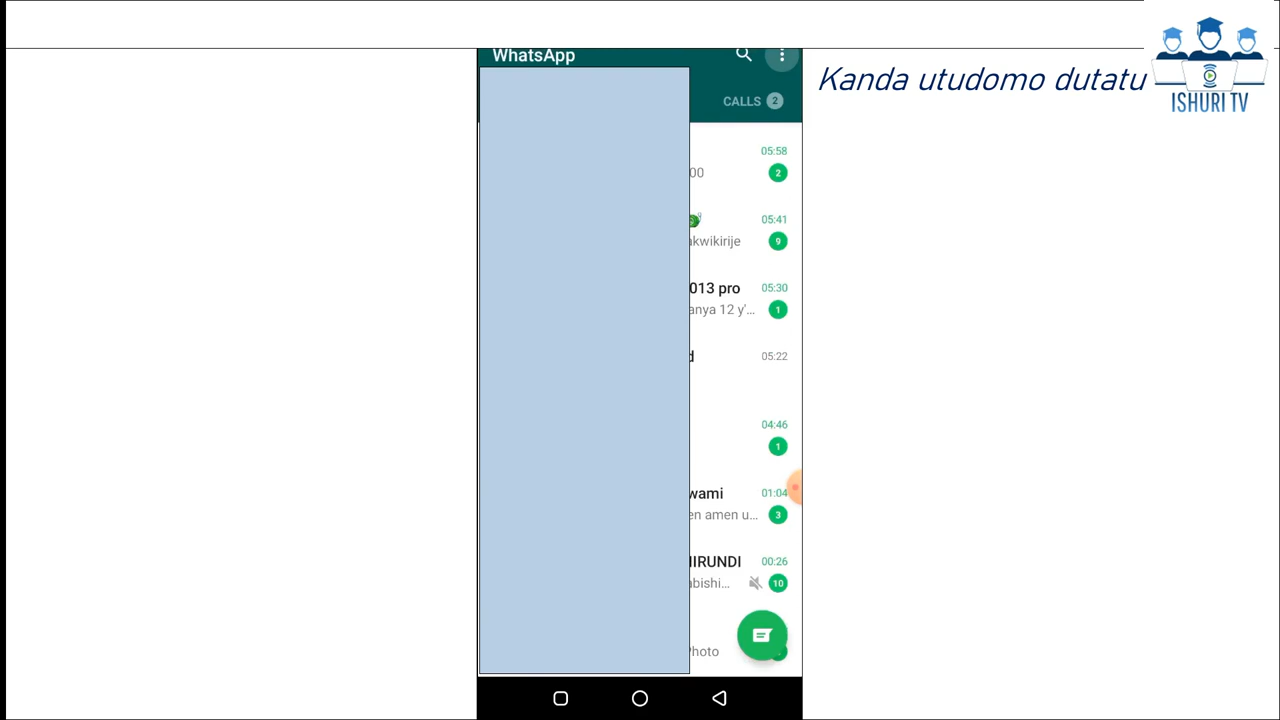 WhatsApp
Kanda utudomo dutatu
ISHURI TV
CALLS 2
05:58
00
2
05:41
akwikirije
9
013 pro
05:30
anya 12 y'...
1
d
05:22
04:46
1
wami
01:04
en amen u...
3
IRUNDI
00:26
abishi...
10
Photo